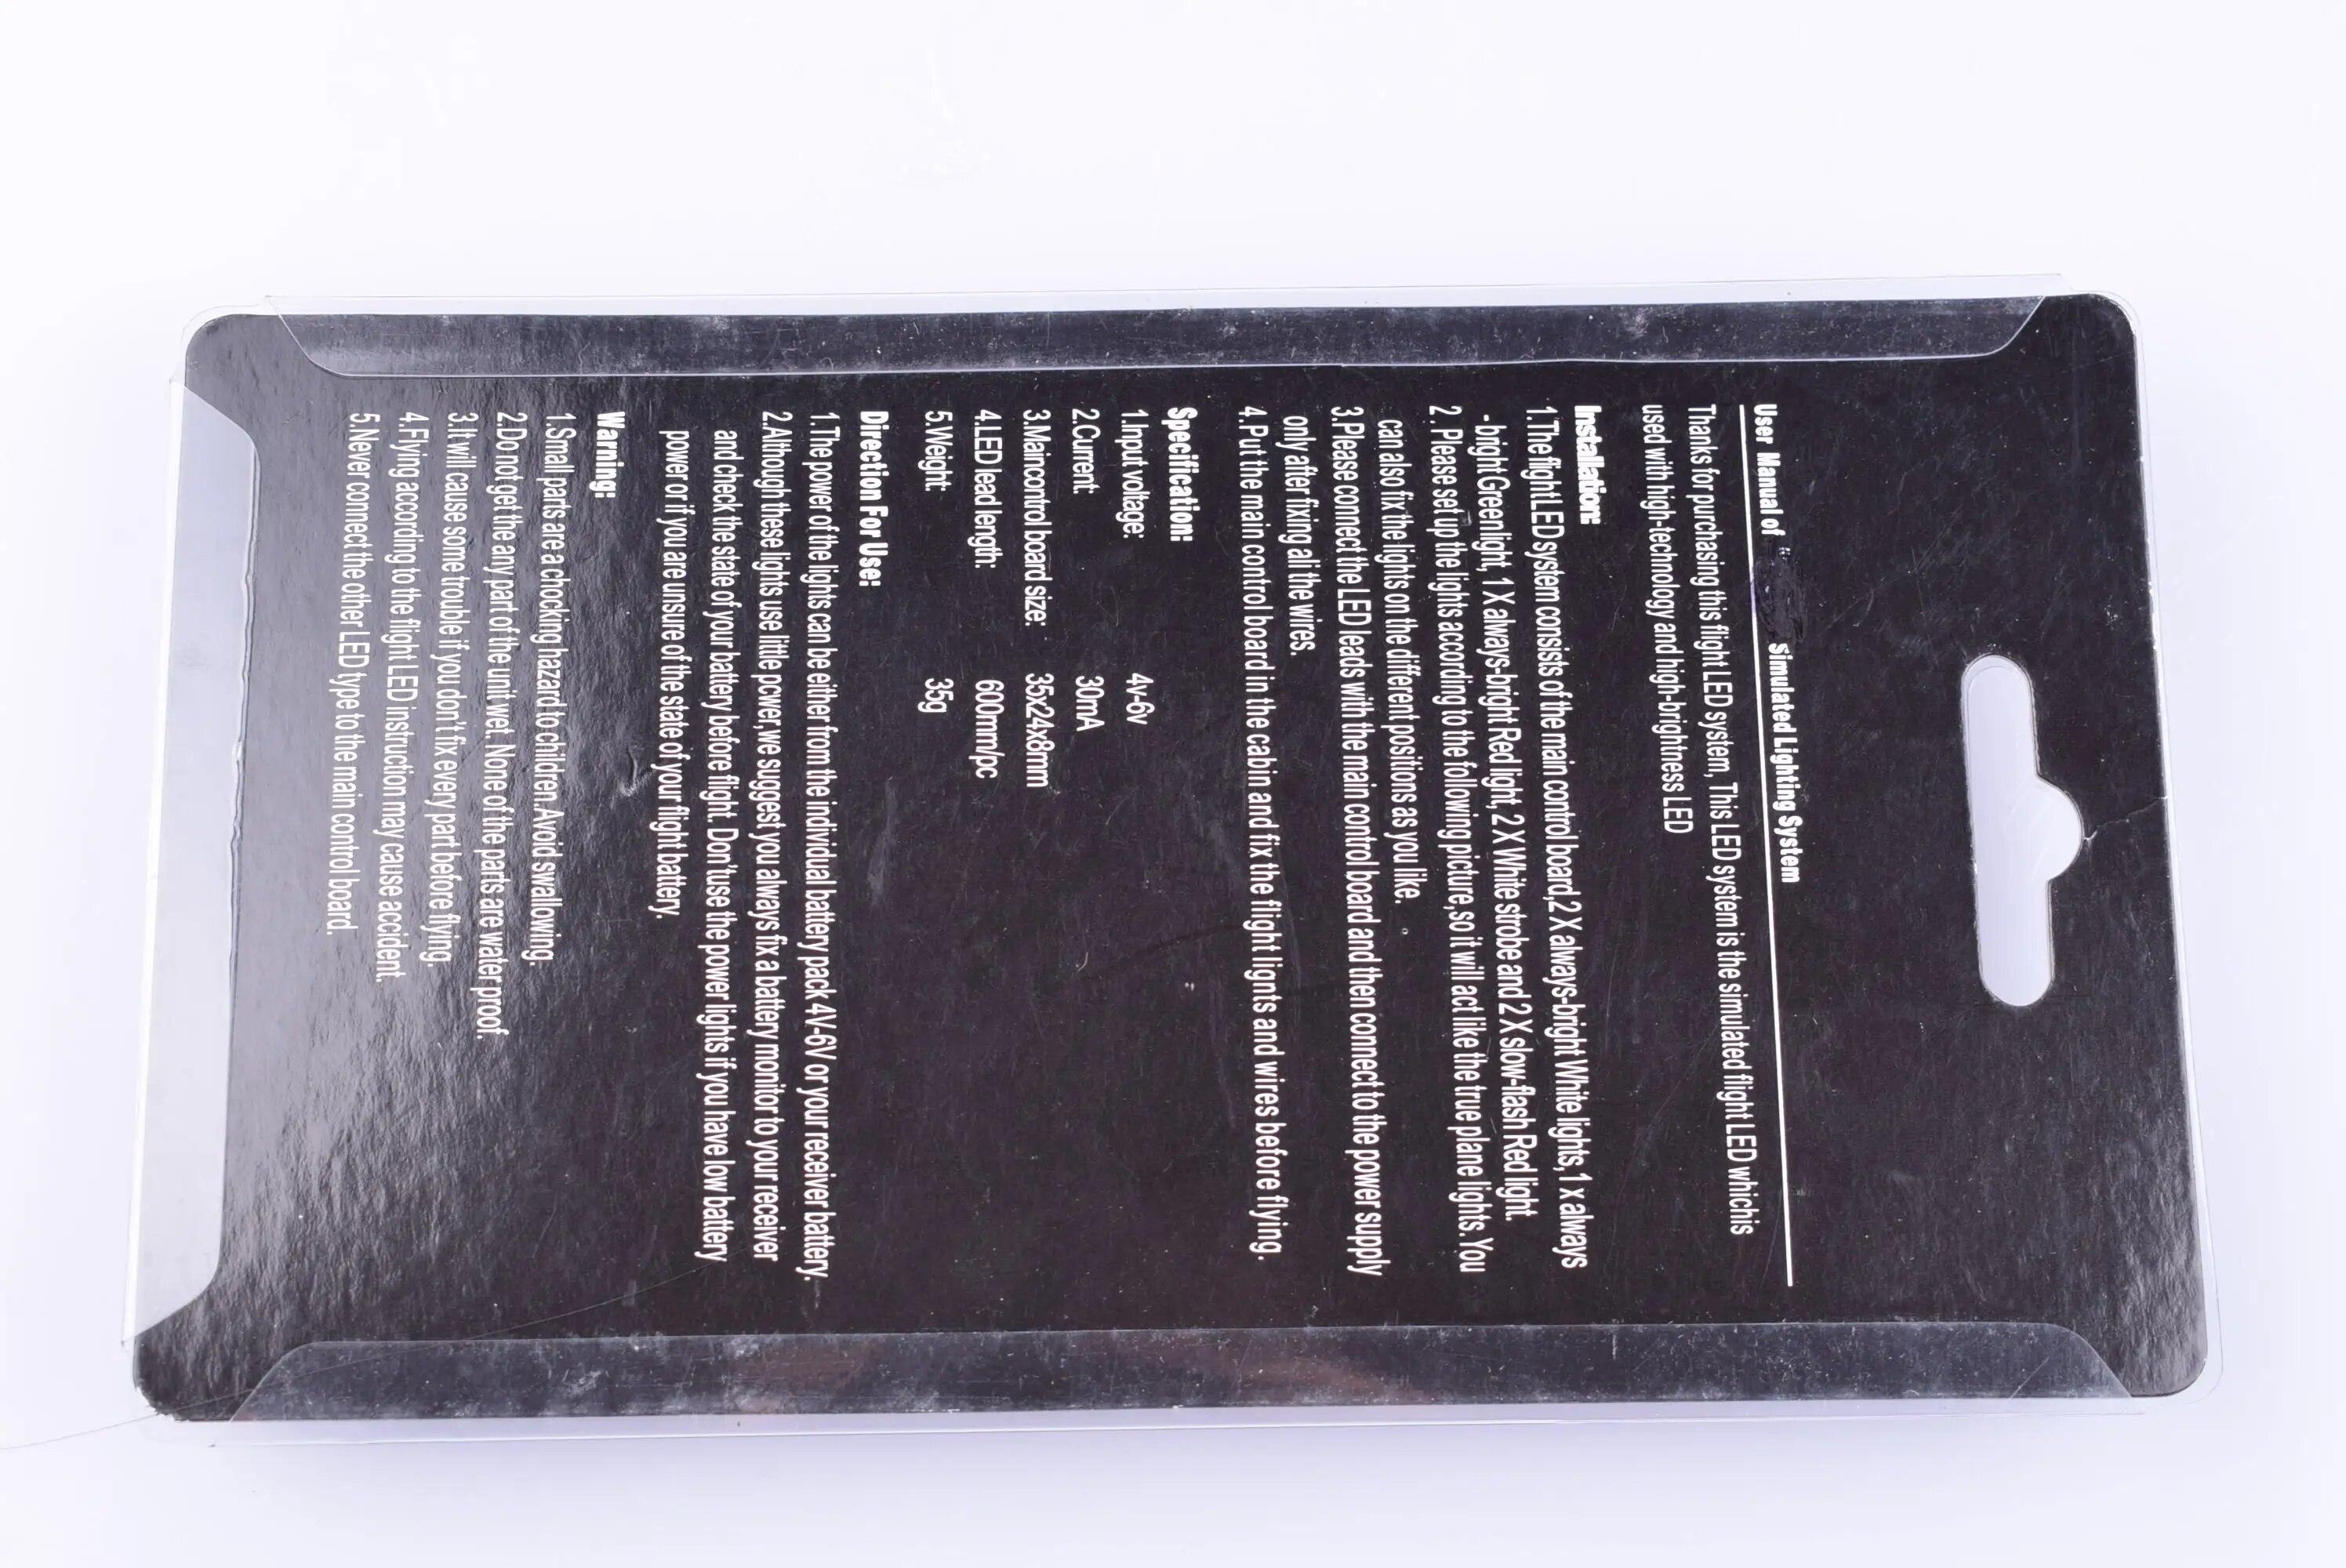 User Manual of Simulated Lighting System
Thanks for purchasing this flight LED system, This LED system is the simulated flight LED whichis
used with high-technology and high-brightness LED
Installation:
1.The flight LED system consists of the main control board,2 X always-bright White lights,1 x always
-bright Green light, 1 X always-bright Red light, 2 X White strobe and 2 X slow-flash Red light.
2. Please set up the lights according to the following picture,so it will act like the true plane lights. You
can also fix the lights on the different positions as you like.
3.Please connect the LED leads with the main control board and then connect to the power supply
only after fixing all the wires.
4. Put the main control board in the cabin and fix the flight lights and wires before flying.
Specification:
1.Input voltage: 4v-6v
2.Current: 30mA
3.Maincontrol board size: 35x24x8mm
4.LED lead length: 600mm/pc
5.Weight: 35g
Direction For Use:
1.The power of the lights can be either from the individual battery pack 4V-6V or your receiver battery.
2.Although these lights use little power,we suggest you always fix a battery monitor to your receiver
and check the state of your battery before flight. Don'tuse the power lights if you have low battery
power or if you are unsure of the state of your flight battery.
Warning:
1.Small parts are a chocking hazard to children.Avoid swallowing.
2.Do not get the any part of the unit wet. None of the parts are water proof.
3.It will cause some trouble if you don't fix every part before flying.
4.Flying according to the flight LED instruction may cause accident.
5.Never connect the other LED type to the main control board.